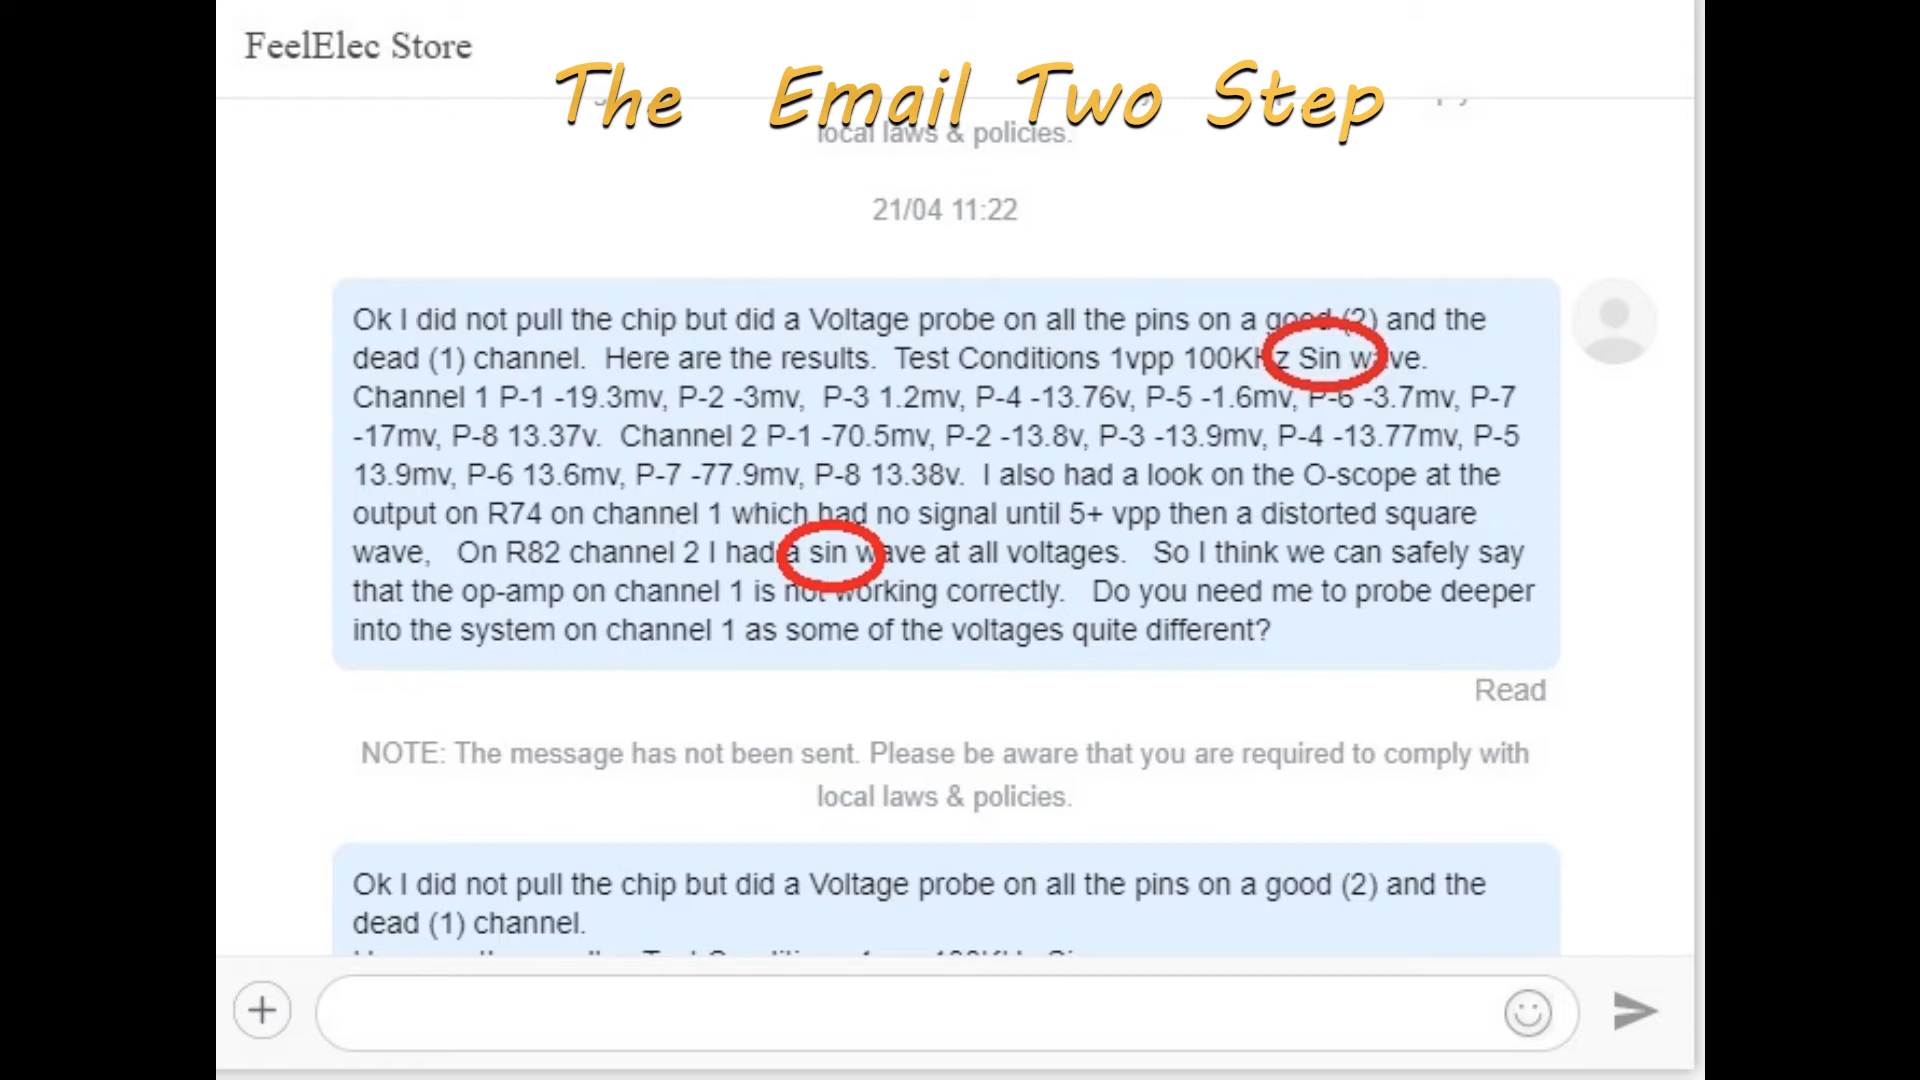 FeelElec Store
The Email Two Step
local laws & policies.
21/04 11:22
Ok I did not pull the chip but did a Voltage probe on all the pins on a good (2) and the
dead (1) channel. Here are the results. Test Conditions 1vpp 100KHz Sin wave.
Channel 1 P-1 -19.3mv, P-2 -3mv, P-3 1.2mv, P-4 -13.76v, P-5 -1.6mv, P-6 -3.7mv, P-7
-17mv, P-8 13.37v. Channel 2 P-1 -70.5mv, P-2 -13.8v, P-3 -13.9mv, P-4 -13.77mv, P-5
13.9mv, P-6 13.6mv, P-7 -77.9mv, P-8 13.38v. I also had a look on the O-scope at the
output on R74 on channel 1 which had no signal until 5+ vpp then a distorted square
wave, On R82 channel 2 I had a sin wave at all voltages. So I think we can safely say
that the op-amp on channel 1 is not working correctly. Do you need me to probe deeper
into the system on channel 1 as some of the voltages quite different?
Read
NOTE: The message has not been sent. Please be aware that you are required to comply with
local laws & policies.
Ok I did not pull the chip but did a Voltage probe on all the pins on a good (2) and the
dead (1) channel.